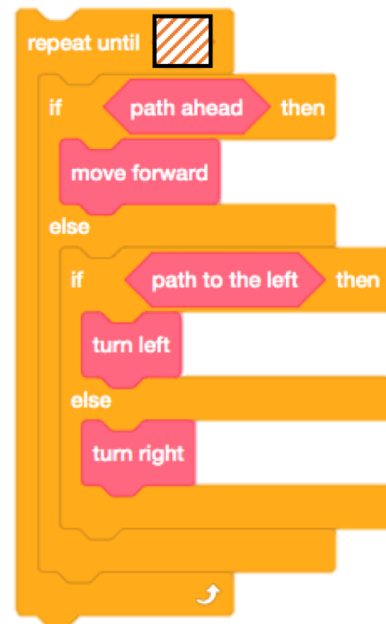 repeat until
if path ahead then
move forward
else
if path to the left then
turn left
else
turn right